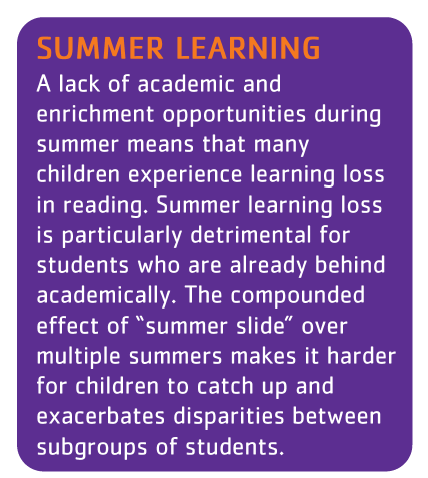 SUMMER LEARNING
A lack of academic and
enrichment opportunities during
summer means that many
children experience learning loss
in reading. Summer learning loss
is particularly detrimental for
students who are already behind
academically. The compounded
effect of “summer slide” over
multiple summers makes it harder
for children to catch up and
exacerbates disparities between
subgroups of students.